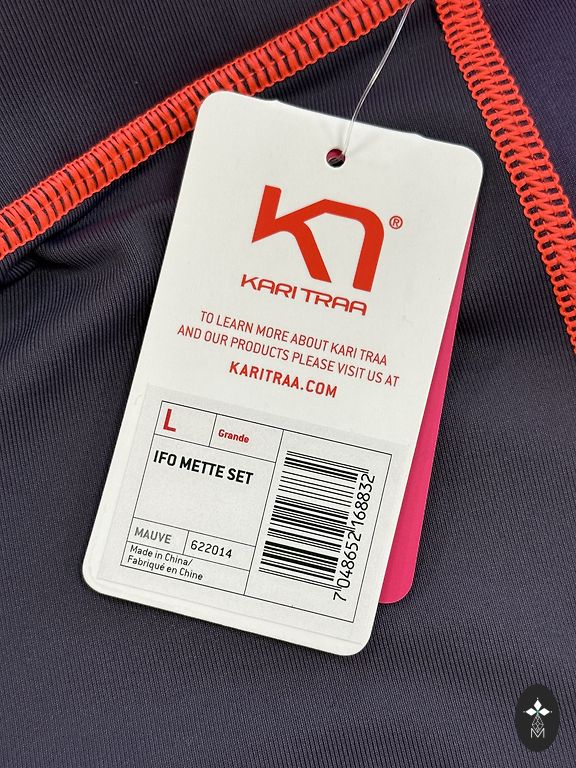 KARI TRAA
®
TO LEARN MORE ABOUT KARI TRAA
AND OUR PRODUCTS PLEASE VISIT US AT
KARITRAA.COM
L
Grande
IFO METTE SET
MAUVE
622014
Made in China/
Fabriqué en Chine
7 048652 168832
M